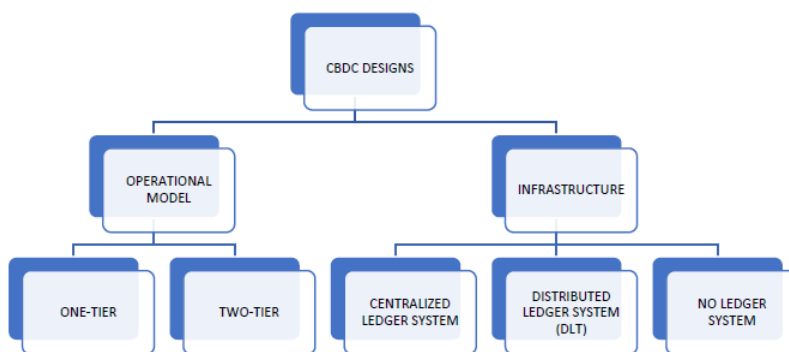 CBDC DESIGNS
OPERATIONAL
MODEL
INFRASTRUCTURE
ONE-TIER
TWO-TIER
CENTRALIZED
LEDGER SYSTEM
DISTRIBUTED
LEDGER SYSTEM
(DLT)
NO LEDGER
SYSTEM